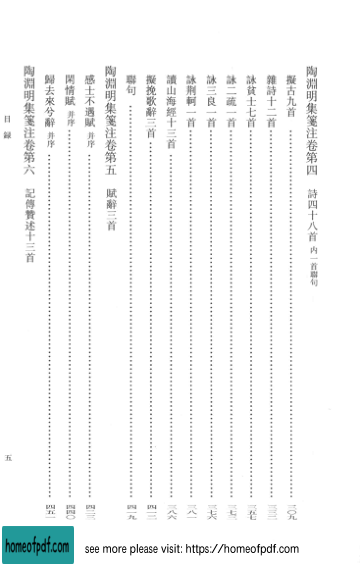 陶淵明集箋注卷第四 詩四十八首 內一首聯句
擬古九首 三〇九
雜詩十二首 三三三
詠貧士七首 三五七
詠二疏一首 三七二
詠三良一首 三七六
詠荊軻一首 三八一
讀山海經十三首 三八六
擬挽歌辭三首 四一二
聯句 四一九
陶淵明集箋注卷第五 賦辭三首
感士不遇賦 并序 四二三
閑情賦 并序 四四〇
歸去來兮辭 并序 四五一
陶淵明集箋注卷第六 記傳贊述十三首
目錄
五
homeofpdf.com
see more please visit: https://homeofpdf.com